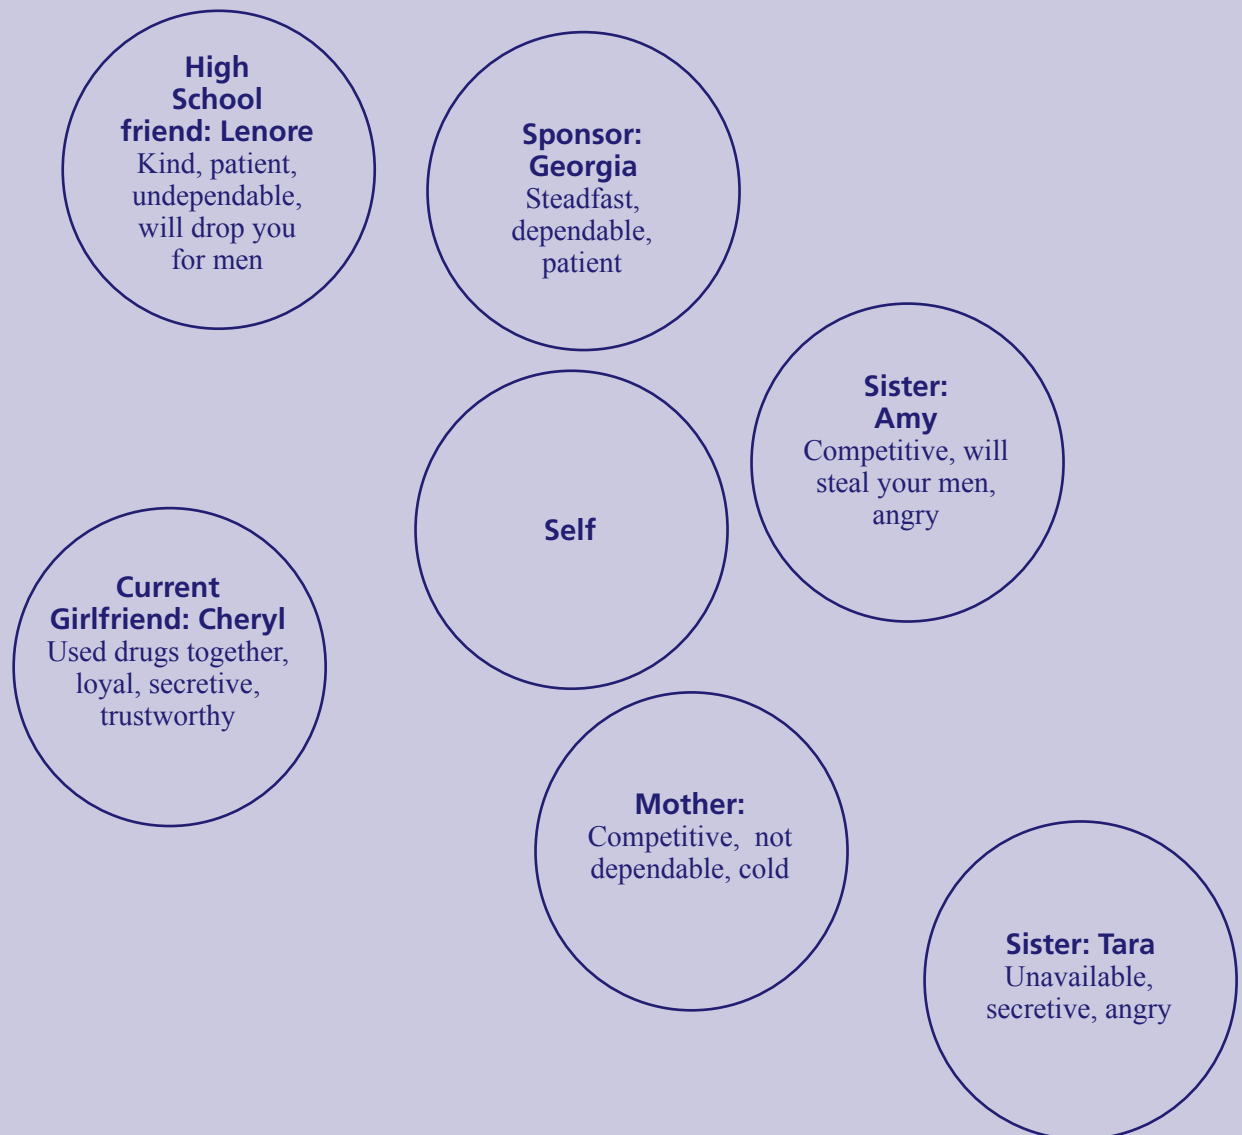 High
School
friend: Lenore
Kind, patient,
undependable,
will drop you
for men
Sponsor:
Georgia
Steadfast,
dependable,
patient
Sister:
Amy
Competitive, will
steal your men,
angry
Self
Current
Girlfriend: Cheryl
Used drugs together,
loyal, secretive,
trustworthy
Mother:
Competitive, not
dependable, cold
Sister: Tara
Unavailable,
secretive, angry